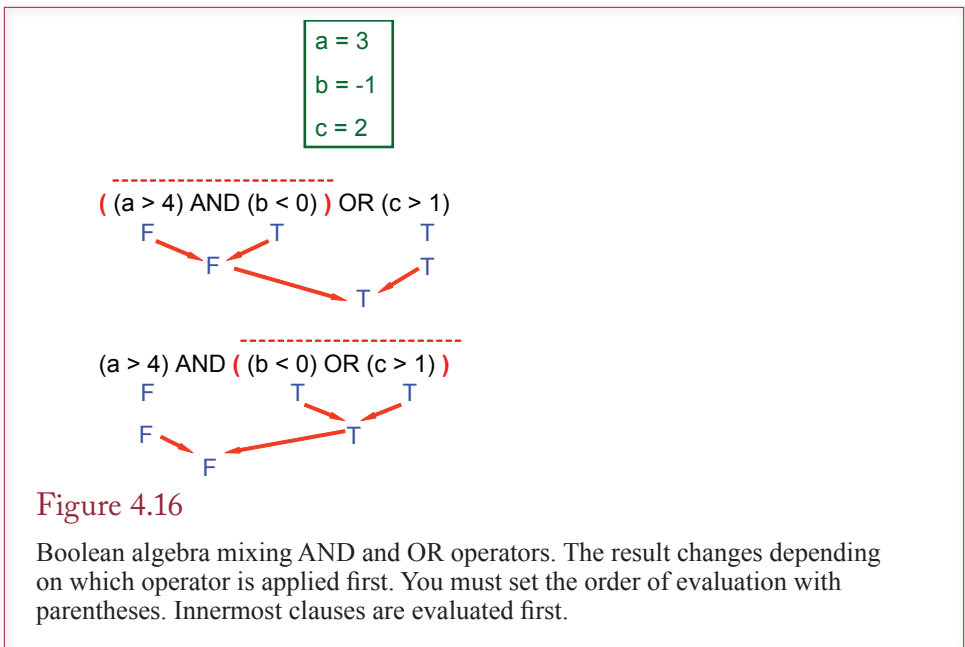 a = 3
b = -1
c = 2
( (a > 4) AND (b < 0) ) OR (c > 1)
F T T
F T
T
(a > 4) AND ( (b < 0) OR (c > 1) )
F T T
F T
F
Figure 4.16
Boolean algebra mixing AND and OR operators. The result changes depending
on which operator is applied first. You must set the order of evaluation with
parentheses. Innermost clauses are evaluated first.